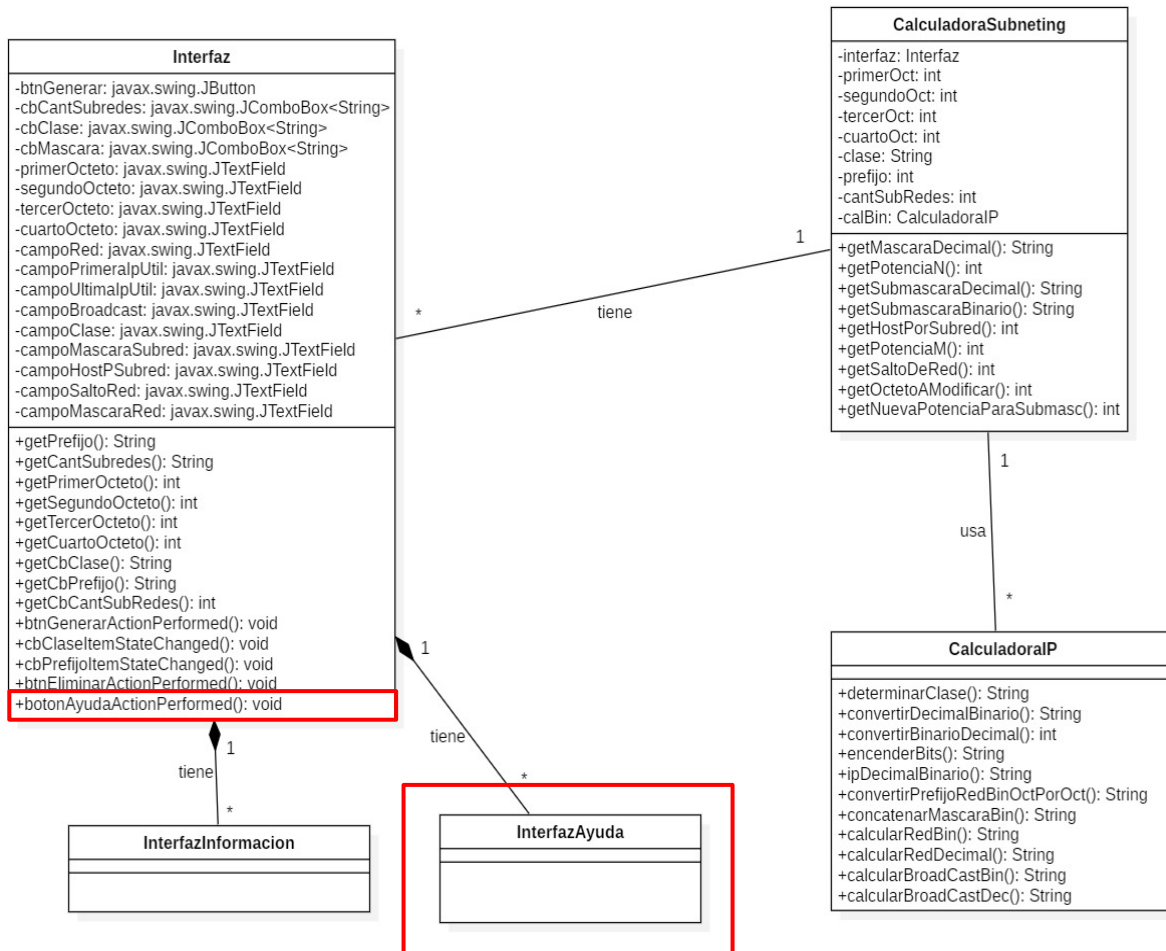 Interfaz
-btnGenerar: javax.swing.JButton
-cbCantSubredes: javax.swing.JComboBox<String>
-cbClase: javax.swing.JComboBox<String>
-cbMascara: javax.swing.JComboBox<String>
-primerOcteto: javax.swing.JTextField
-segundoOcteto: javax.swing.JTextField
-tercerOcteto: javax.swing.JTextField
-cuartoOcteto: javax.swing.JTextField
-campoRed: javax.swing.JTextField
-campoPrimeraIpUtil: javax.swing.JTextField
-campoUltimaIpUtil: javax.swing.JTextField
-campoBroadcast: javax.swing.JTextField
-campoClase: javax.swing.JTextField
-campoMascaraSubred: javax.swing.JTextField
-campoHostPSubred: javax.swing.JTextField
-campoSaltoRed: javax.swing.JTextField
-campoMascaraRed: javax.swing.JTextField
+getPrefijo(): String
+getCantSubredes(): String
+getPrimerOcteto(): int
+getSegundoOcteto(): int
+getTercerOcteto(): int
+getCuartoOcteto(): int
+getCbClase(): String
+getCbPrefijo(): String
+getCbCantSubRedes(): int
+btnGenerarActionPerformed(): void
+cbClaseItemStateChanged(): void
+cbPrefijoItemStateChanged(): void
+btnEliminarActionPerformed(): void
+botonAyudaActionPerformed(): void
CalculadoraSubneting
-interfaz: Interfaz
-primerOct: int
-segundoOct: int
-tercerOct: int
-cuartoOct: int
-clase: String
-prefijo: int
-cantSubRedes: int
-calBin: CalculadoraIP
+getMascaraDecimal(): String
+getPotenciaN(): int
+getSubmascaraDecimal(): String
+getSubmascaraBinario(): String
+getHostPorSubred(): int
+getPotenciaM(): int
+getSaltoDeRed(): int
+getOctetoAModificar(): int
+getNuevaPotenciaParaSubmasc(): int
1
*
tiene
1
usa
*
1
tiene
*
1
tiene
*
InterfazInformacion
InterfazAyuda
CalculadoraIP
+determinarClase(): String
+convertirDecimalBinario(): String
+convertirBinarioDecimal(): int
+encenderBits(): String
+ipDecimalBinario(): String
+convertirPrefijoRedBinOctPorOct(): String
+concatenarMascaraBin(): String
+calcularRedBin(): String
+calcularRedDecimal(): String
+calcularBroadCastBin(): String
+calcularBroadCastDec(): String